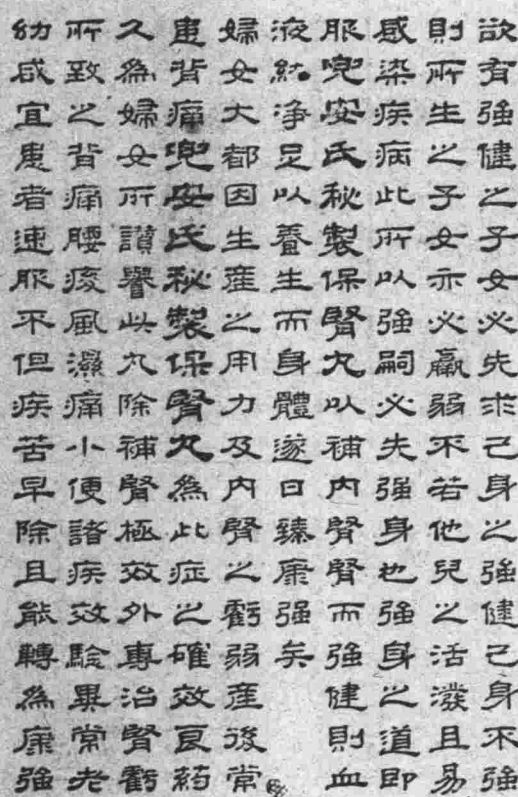 欲有強健之子女必先求己身之強健己身不強
則所生之子女亦必羸弱不若他兒之活潑且易
感染疾病此所以強嗣必先強身也強身之道即
服兜安氏秘製保腎丸以補內腎腎而強健則血
液純净足以養生而身體遂日臻康強矣
婦女大都因生產之用力及內腎之虧弱產後常
患背痛兜安氏秘製保腎丸為此症之確效良葯
久為婦女所讚譽此丸除補腎極效外專治腎虧
所致之背痛腰痠風濕痛小便諸疾效驗異常老
幼咸宜患者速服不但疾苦早除且能轉為康強